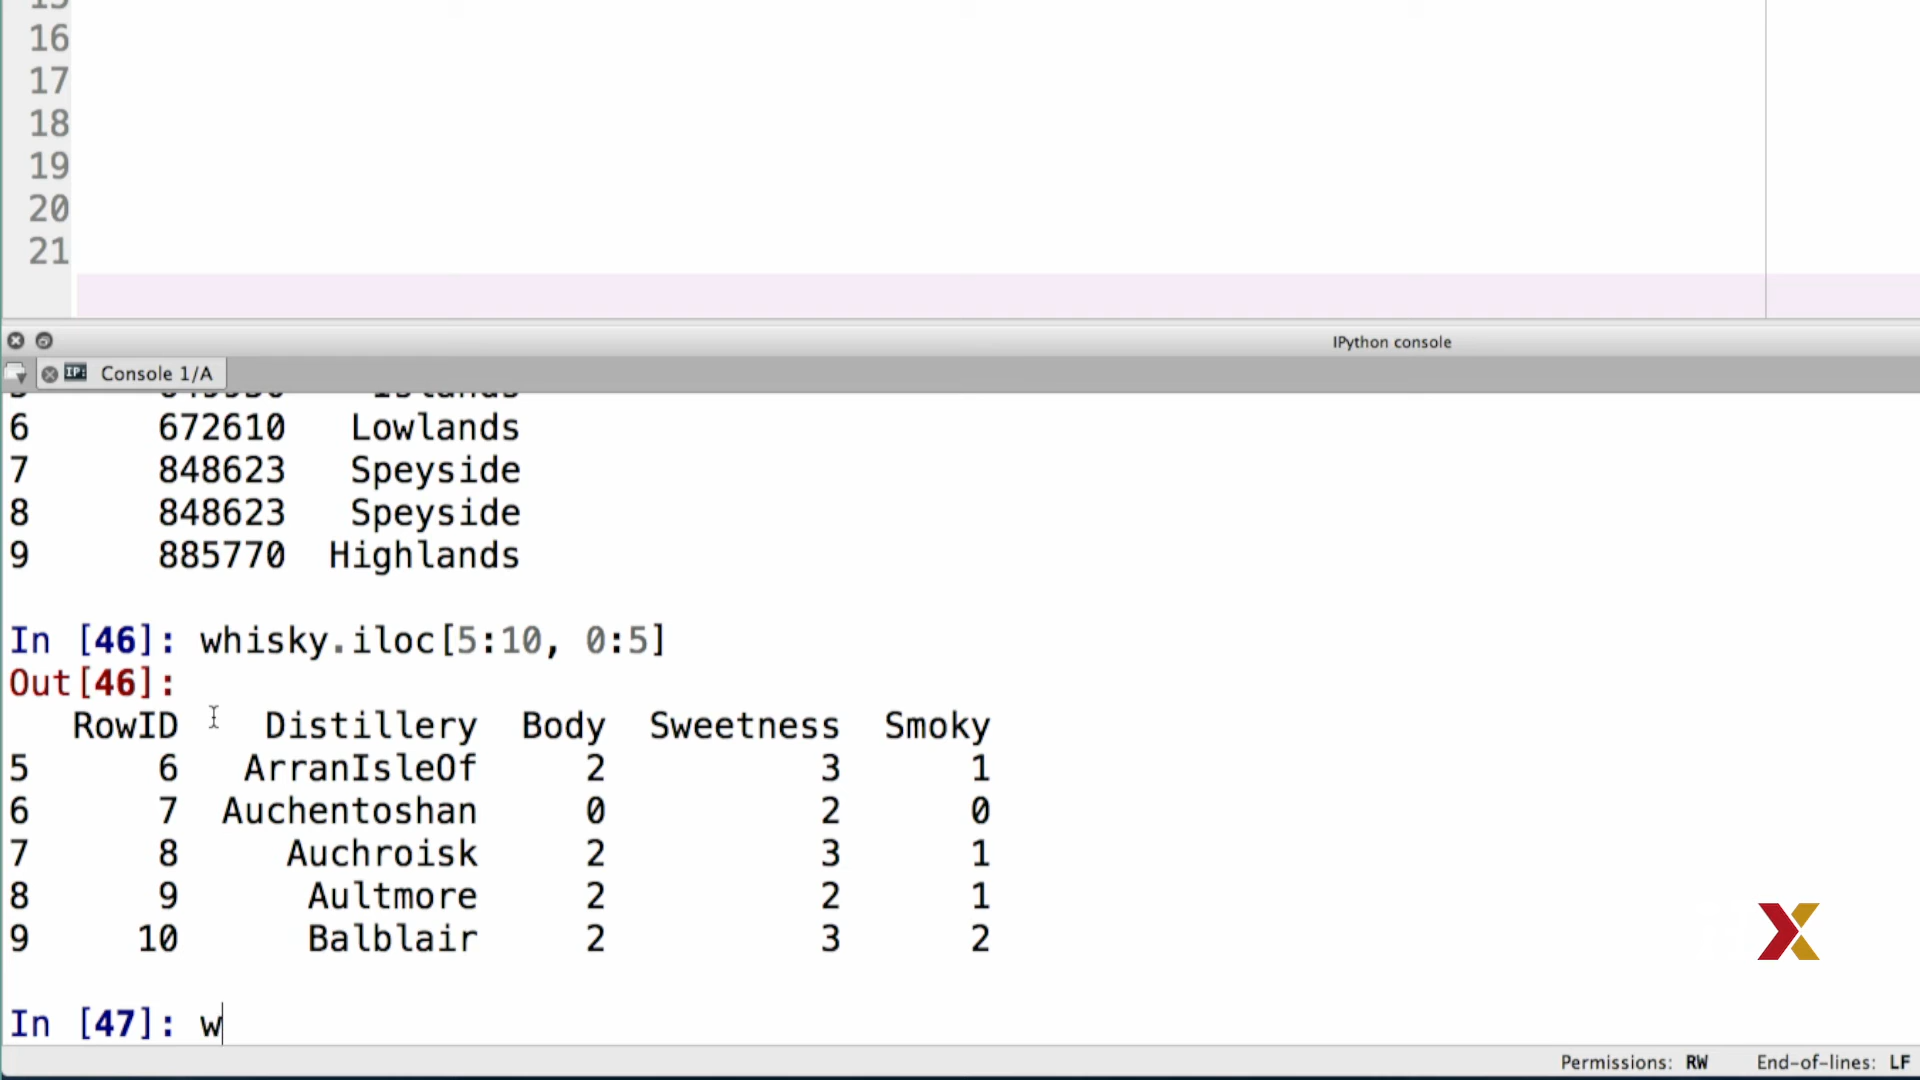 15
16
17
18
19
20
21
IPython console
Console 1/A
6 672610 Lowlands
7 848623 Speyside
8 848623 Speyside
9 885770 Highlands
In [46]: whisky.iloc[5:10, 0:5]
Out[46]:
RowID Distillery Body Sweetness Smoky
5 6 ArranIsleOf 2 3 1
6 7 Auchentoshan 0 2 0
7 8 Auchroisk 2 3 1
8 9 Aultmore 2 2 1
9 10 Balblair 2 3 2
In [47]: w
Permissions: RW End-of-lines: LF